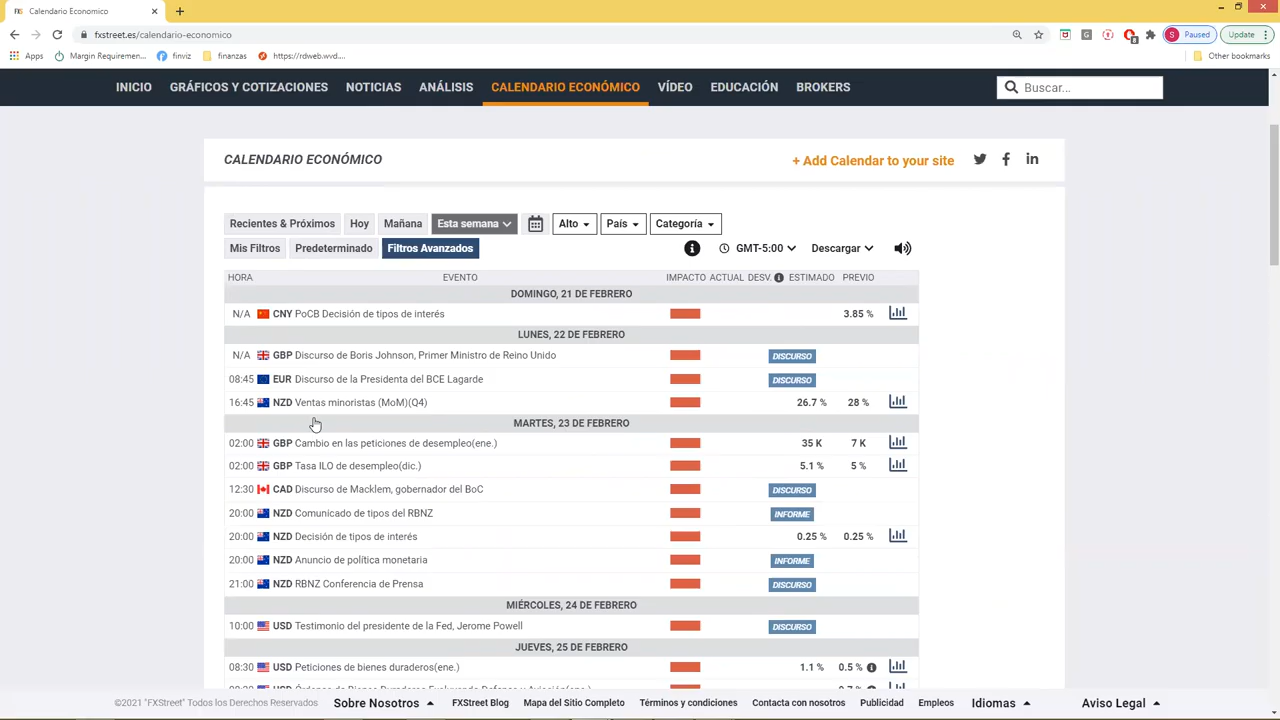 Calendario Economico
fxstreet.es/calendario-economico
Paused
Update
Apps
Margin Requiremen...
finviz
finanzas
https://rdweb.wvd....
Other bookmarks
INICIO GRÁFICOS Y COTIZACIONES NOTICIAS ANÁLISIS CALENDARIO ECONÓMICO VÍDEO EDUCACIÓN BROKERS Buscar...
CALENDARIO ECONÓMICO + Add Calendar to your site
Recientes & Próximos Hoy Mañana Esta semana Alto País Categoría
Mis Filtros Predeterminado Filtros Avanzados GMT-5:00 Descargar
HORA EVENTO IMPACTO ACTUAL DESV. ESTIMADO PREVIO
DOMINGO, 21 DE FEBRERO
N/A CNY PoCB Decisión de tipos de interés 3.85 %
LUNES, 22 DE FEBRERO
N/A GBP Discurso de Boris Johnson, Primer Ministro de Reino Unido DISCURSO
08:45 EUR Discurso de la Presidenta del BCE Lagarde DISCURSO
16:45 NZD Ventas minoristas (MoM)(Q4) 26.7 % 28 %
MARTES, 23 DE FEBRERO
02:00 GBP Cambio en las peticiones de desempleo(ene.) 35 K 7 K
02:00 GBP Tasa ILO de desempleo(dic.) 5.1 % 5 %
12:30 CAD Discurso de Macklem, gobernador del BoC DISCURSO
20:00 NZD Comunicado de tipos del RBNZ INFORME
20:00 NZD Decisión de tipos de interés 0.25 % 0.25 %
20:00 NZD Anuncio de política monetaria INFORME
21:00 NZD RBNZ Conferencia de Prensa DISCURSO
MIÉRCOLES, 24 DE FEBRERO
10:00 USD Testimonio del presidente de la Fed, Jerome Powell DISCURSO
JUEVES, 25 DE FEBRERO
08:30 USD Peticiones de bienes duraderos(ene.) 1.1 % 0.5 %
©2021 "FXStreet" Todos los Derechos Reservados Sobre Nosotros FXStreet Blog Mapa del Sitio Completo Términos y condiciones Contacta con nosotros Publicidad Empleos Idiomas Aviso Legal